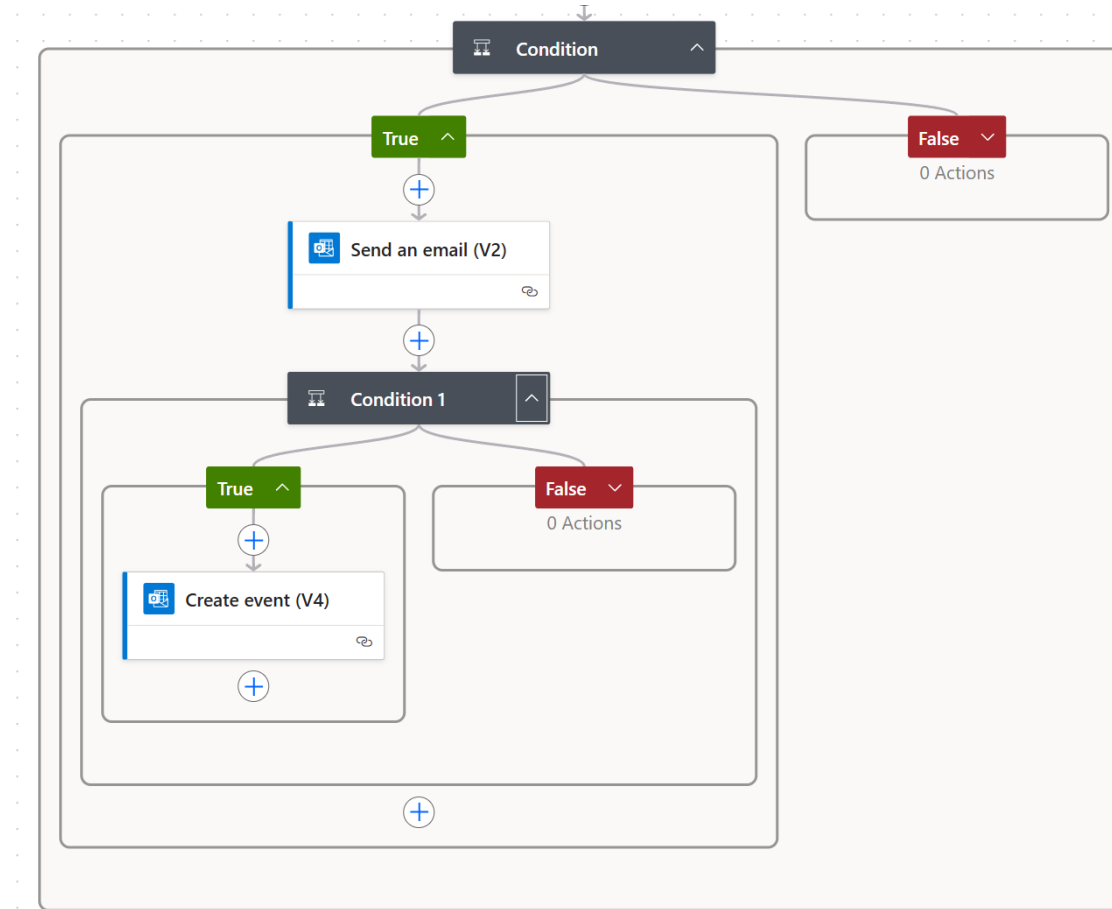 Condition
True
False
0 Actions
Send an email (V2)
Condition 1
True
False
0 Actions
Create event (V4)